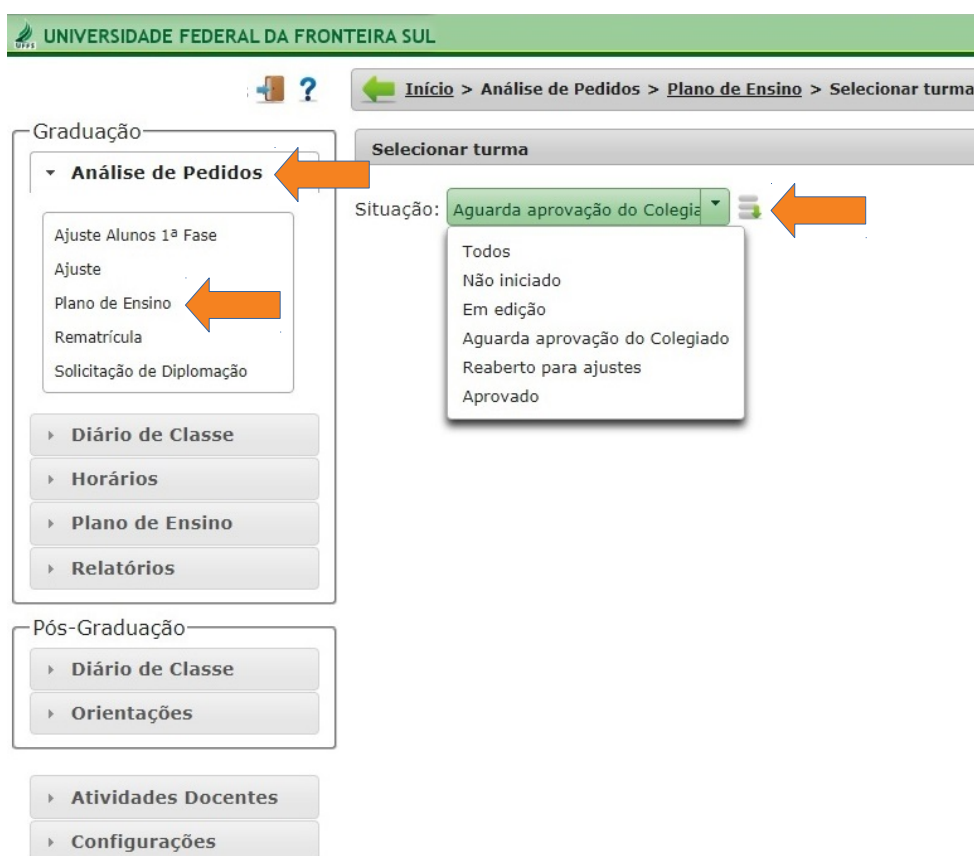 UFFS UNIVERSIDADE FEDERAL DA FRONTEIRA SUL
? Início > Análise de Pedidos > Plano de Ensino > Selecionar turma
Graduação
Análise de Pedidos
Ajuste Alunos 1ª Fase
Ajuste
Plano de Ensino
Rematrícula
Solicitação de Diplomação
Diário de Classe
Horários
Plano de Ensino
Relatórios
Pós-Graduação
Diário de Classe
Orientações
Atividades Docentes
Configurações
Selecionar turma
Situação: Aguarda aprovação do Colegia
Todos
Não iniciado
Em edição
Aguarda aprovação do Colegiado
Reaberto para ajustes
Aprovado